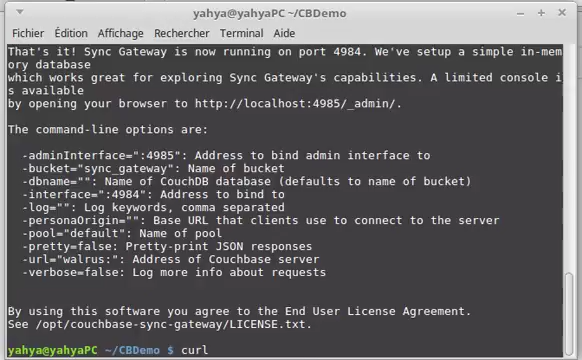 yahya@yahyaPC ~/CBDemo
Fichier Édition Affichage Rechercher Terminal Aide
That's it! Sync Gateway is now running on port 4984. We've setup a simple in-mem
ory database
which works great for exploring Sync Gateway's capabilities. A limited console i
s available
by opening your browser to http://localhost:4985/_admin/.
The command-line options are:
-adminInterface=":4985": Address to bind admin interface to
-bucket="sync_gateway": Name of bucket
-dbname="": Name of CouchDB database (defaults to name of bucket)
-interface=":4984": Address to bind to
-log="": Log keywords, comma separated
-personaOrigin="": Base URL that clients use to connect to the server
-pool="default": Name of pool
-pretty=false: Pretty-print JSON responses
-url="walrus:": Address of Couchbase server
-verbose=false: Log more info about requests
By using this software you agree to the End User License Agreement.
See /opt/couchbase-sync-gateway/LICENSE.txt.
yahya@yahyaPC ~/CBDemo $ curl